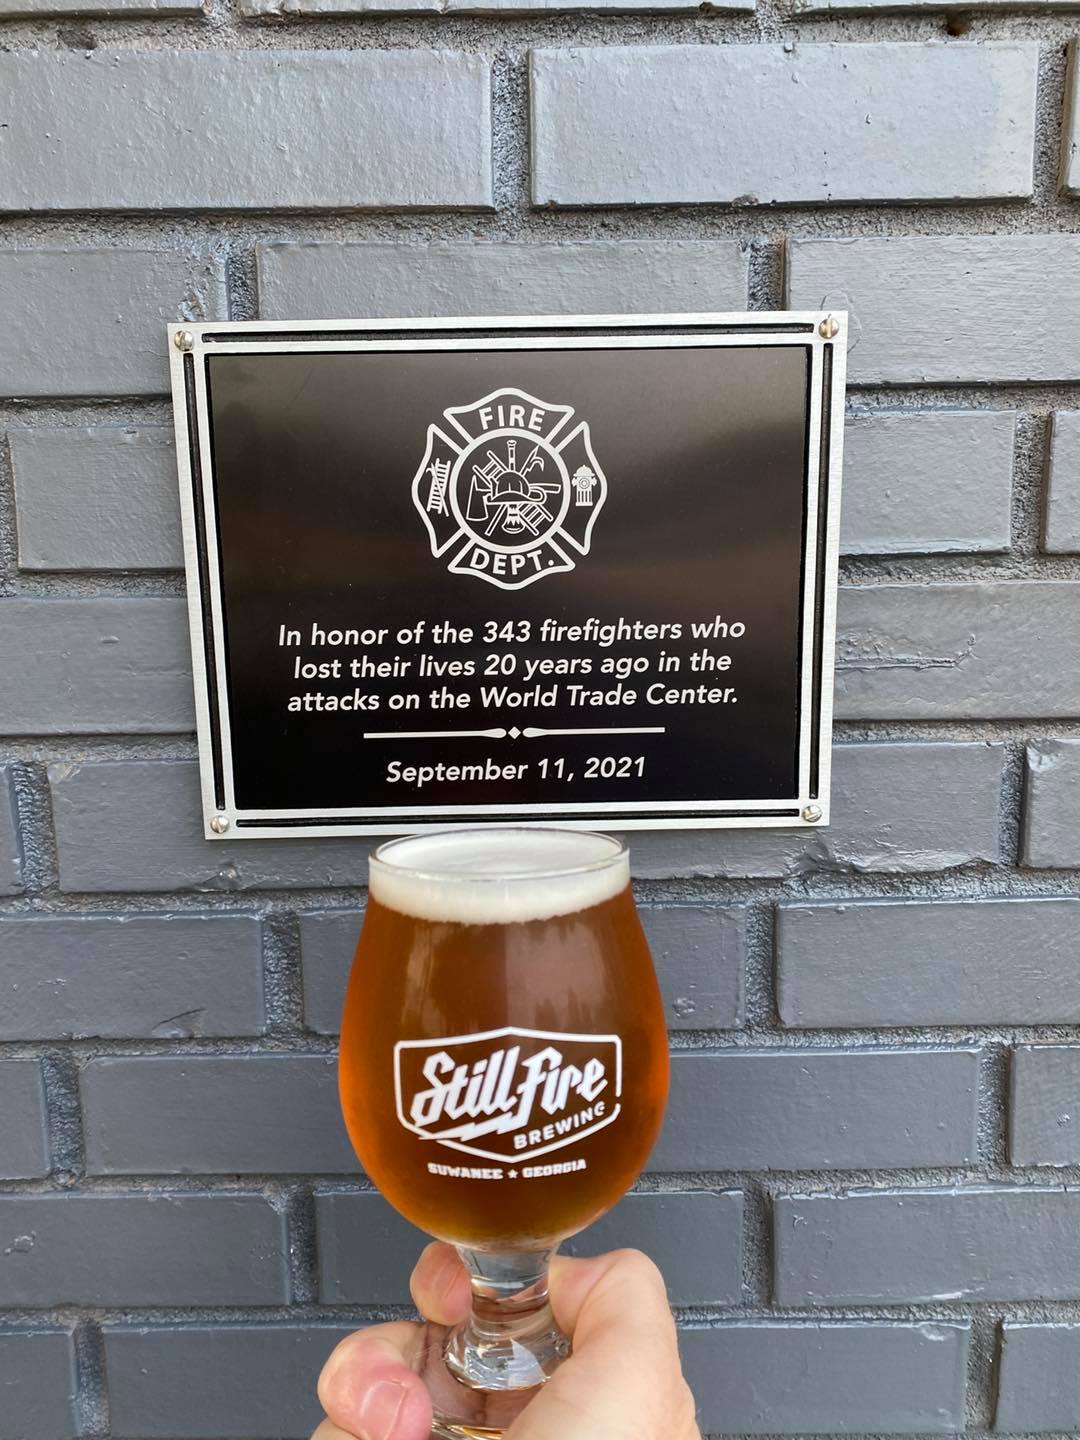 FIRE
DEPT.
In honor of the 343 firefighters who
lost their lives 20 years ago in the
attacks on the World Trade Center.
September 11, 2021
Still Fire
BREWING
SUWANEE ★ GEORGIA